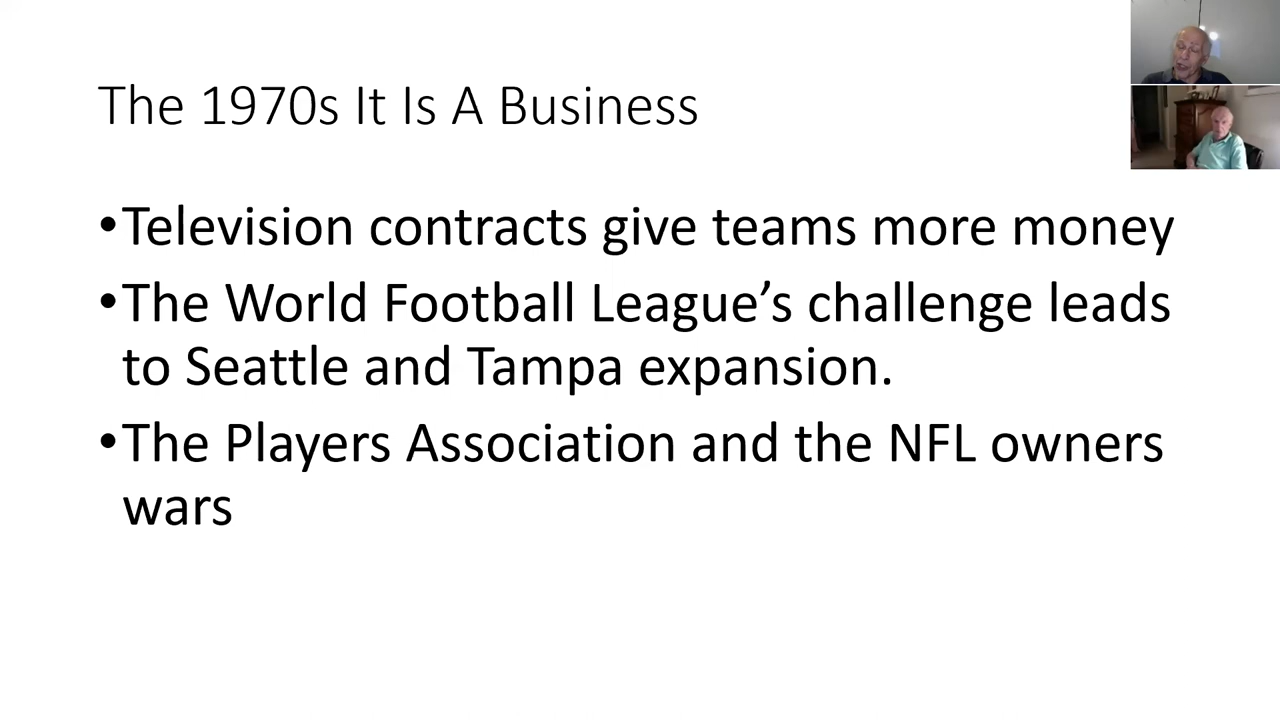 The 1970s It Is A Business
•Television contracts give teams more money
•The World Football League’s challenge leads
to Seattle and Tampa expansion.
•The Players Association and the NFL owners
wars